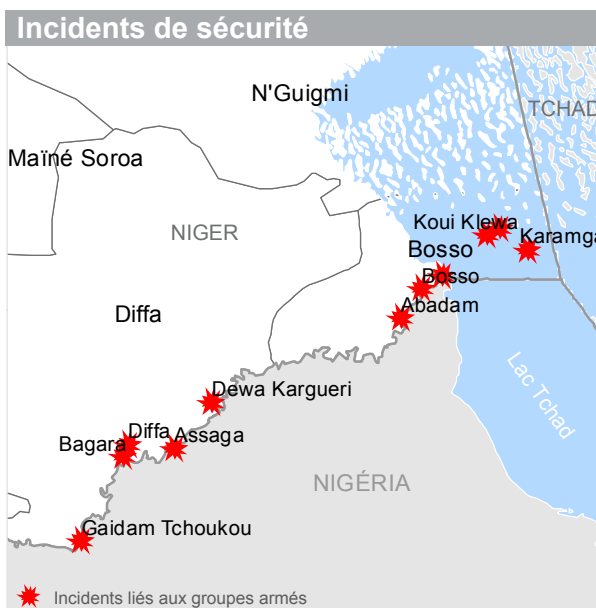 Incidents de sécurité
N'Guigmi
TCHAD
Maïné Soroa
Koui Klewa
NIGER
Karamga
Bosso
Bosso
Abadam
Diffa
Lac Tchad
Dewa Kargueri
Diffa
Assaga
Bagara
NIGÉRIA
Gaidam Tchoukou
Incidents liés aux groupes armés